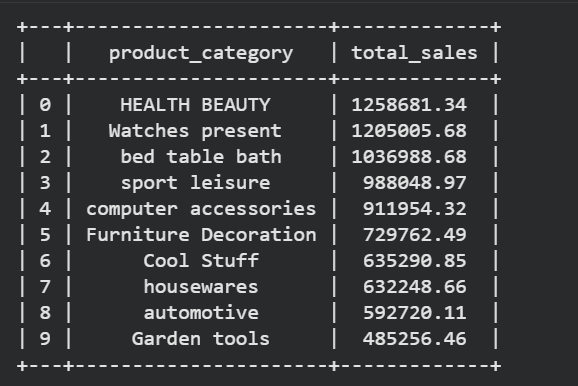 +---+----------------------+-------------+
|   |   product_category   | total_sales |
+---+----------------------+-------------+
| 0 |    HEALTH BEAUTY     | 1258681.34  |
| 1 |   Watches present    | 1205005.68  |
| 2 |    bed table bath    | 1036988.68  |
| 3 |    sport leisure     |  988048.97  |
| 4 | computer accessories |  911954.32  |
| 5 | Furniture Decoration |  729762.49  |
| 6 |      Cool Stuff      |  635290.85  |
| 7 |      housewares      |  632248.66  |
| 8 |      automotive      |  592720.11  |
| 9 |     Garden tools     |  485256.46  |
+---+----------------------+-------------+